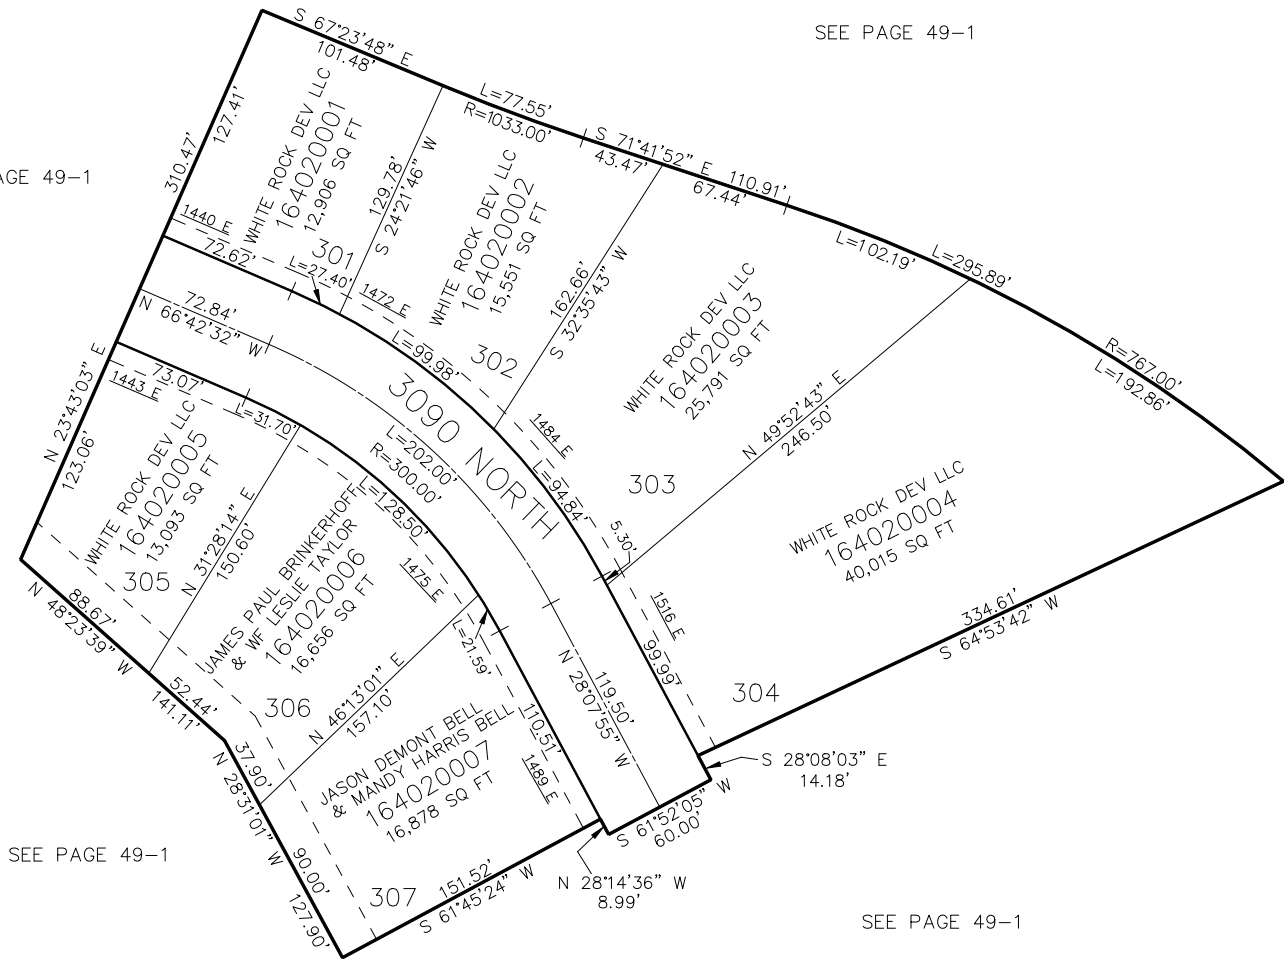 SEE PAGE 49-1
AGE 49-1
S 67°23'48" E
101.48'
L=77.55'
R=1033.00'
S 71°41'52" E 110.91'
43.47'
67.44'
L=102.19'
L=295.89'
R=767.00'
L=192.86'
310.47'
127.41'
WHITE ROCK DEV LLC
164020001
12,906 SQ FT
301
1440 E
72.62'
L=27.40'
129.78'
S 24°21'46" W
WHITE ROCK DEV LLC
164020002
15,551 SQ FT
302
1472 E
L=99.98'
162.66'
S 32°35'43" W
WHITE ROCK DEV LLC
164020003
25,791 SQ FT
303
1484 E
L=94.84'
5.30'
N 49°52'43" E
246.50'
WHITE ROCK DEV LLC
164020004
40,015 SQ FT
304
1516 E
99.99'
334.61'
S 64°53'42" W
72.84'
N 66°42'32" W
3090 NORTH
L=202.00'
R=300.00'
119.50'
N 28°07'55" W
N 23°43'03" E
123.06'
73.07'
1443 E
L=31.70'
WHITE ROCK DEV LLC
164020005
13,093 SQ FT
305
N 31°28'14" E
150.60'
88.67'
N 48°23'39" W
JAMES PAUL BRINKERHOFF
& WF LESLIE TAYLOR
164020006
16,656 SQ FT
306
L=128.50'
1475 E
L=21.59'
52.44'
141.11'
37.90'
N 28°31'01" W
N 46°13'01" E
157.10'
JASON DEMONT BELL
& MANDY HARRIS BELL
164020007
16,878 SQ FT
307
110.51'
1489 E
90.00'
127.90'
151.52'
S 61°45'24" W
N 28°14'36" W
8.99'
S 61°52'05" W
60.00'
S 28°08'03" E
14.18'
SEE PAGE 49-1
SEE PAGE 49-1